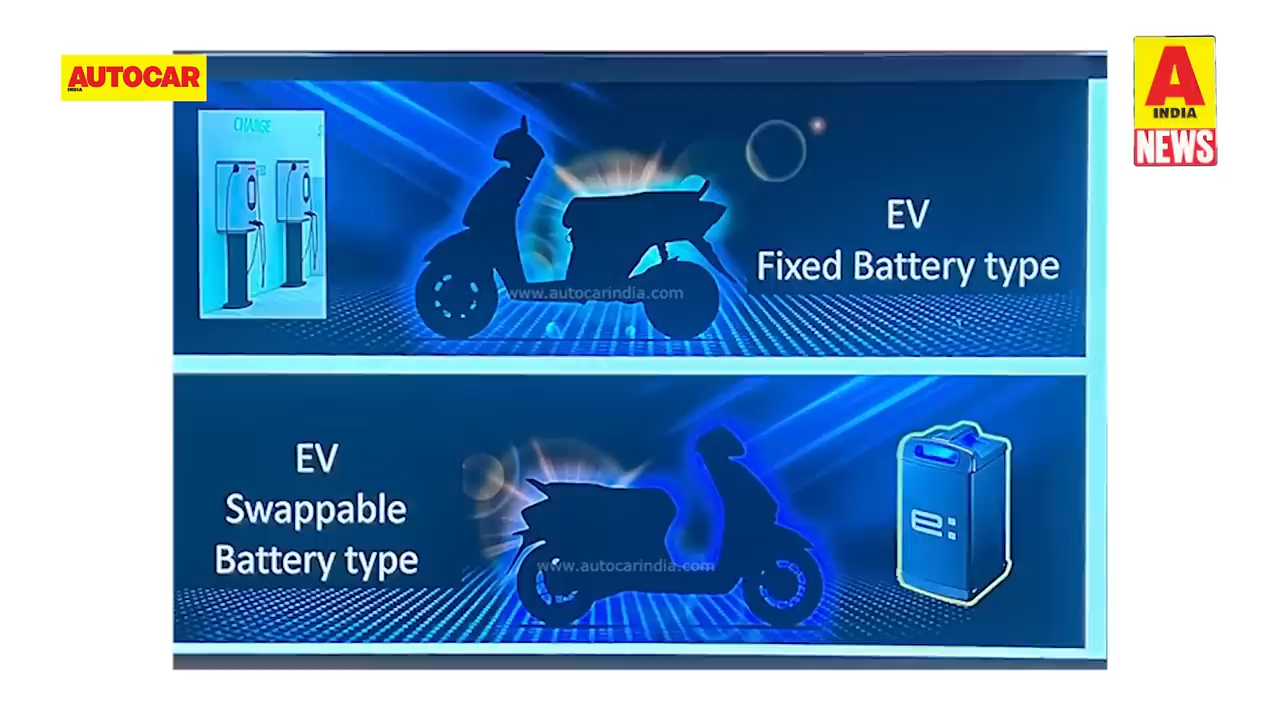 AUTOCAR
INDIA
A
INDIA
NEWS
CHARGE
EV
Fixed Battery type
www.autocarindia.com
EV
Swappable
Battery type
www.autocarindia.com
e: